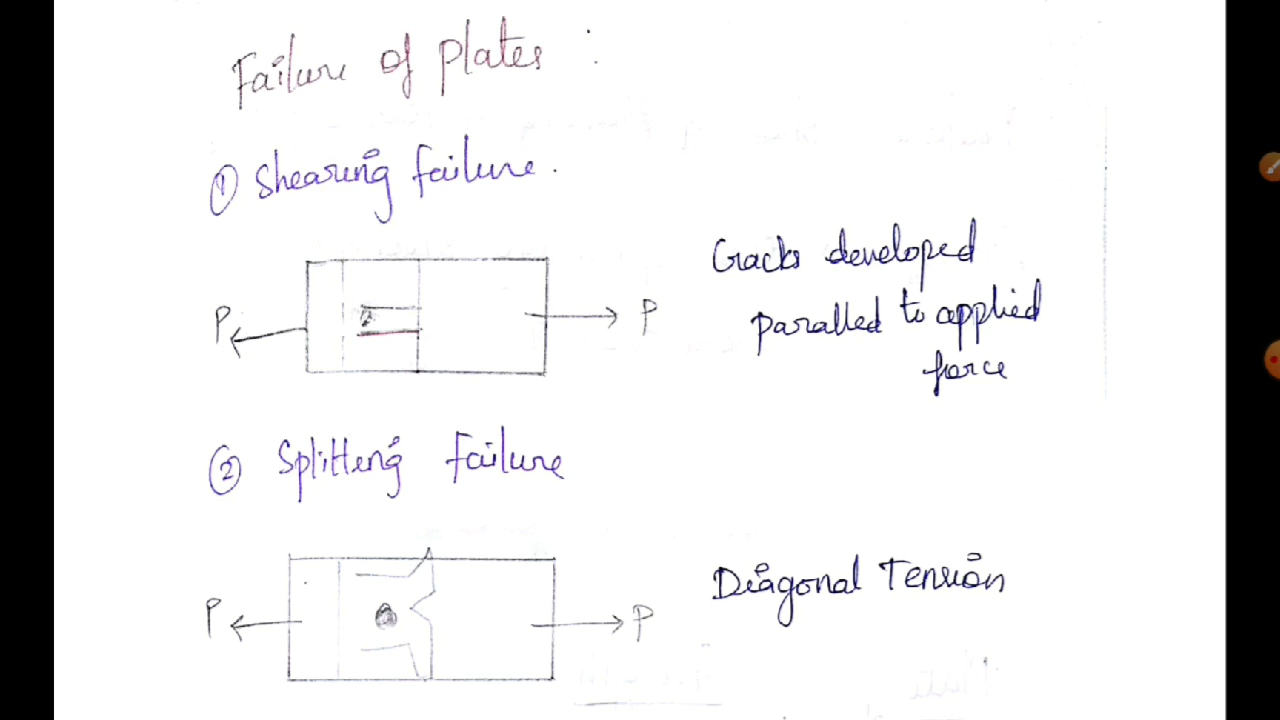 Failure of plates :
① Shearing failure.
Cracks developed
parallel to applied
force
P
P
② Splitting failure
Diagonal Tension
P
P